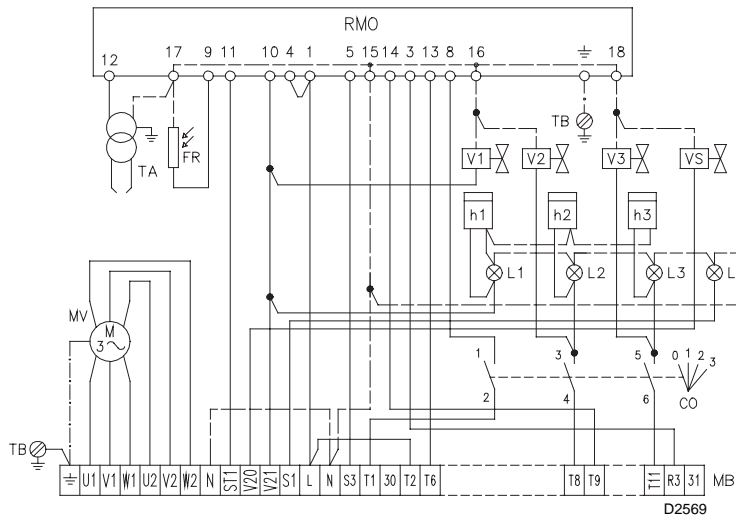 RMO
12 17 9 11 10 4 1 5 15 14 3 13 8 16 18
TB
TA
FR
V1 V2 V3 VS
h1 h2 h3
L1 L2 L3 L
MV
M
3
1 3 5 0 1 2 3
2 4 6 CO
TB
U1 V1 W1 U2 V2 W2 N ST1 V20 V21 S1 L N S3 T1 30 T2 T6 T8 T9 T11 R3 31 MB
D2569